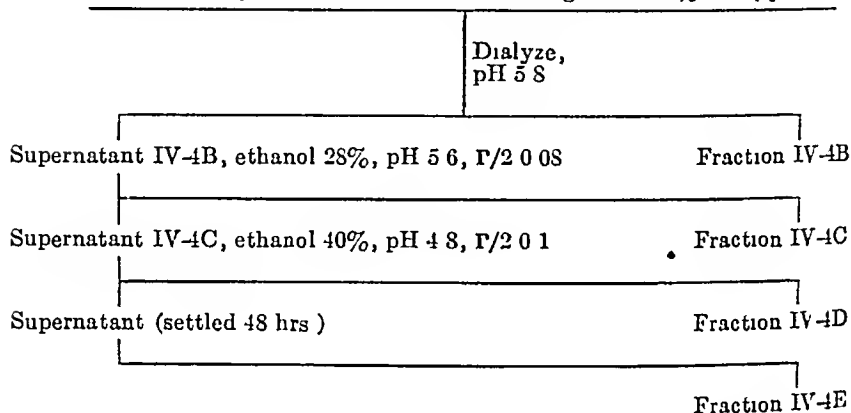 Dialyze,
pH 5 8
Supernatant IV-4B, ethanol 28%, pH 5 6, Γ/2 0 08 Fraction IV-4B
Supernatant IV-4C, ethanol 40%, pH 4 8, Γ/2 0 1 Fraction IV-4C
Supernatant (settled 48 hrs ) Fraction IV-4D
Fraction IV-4E